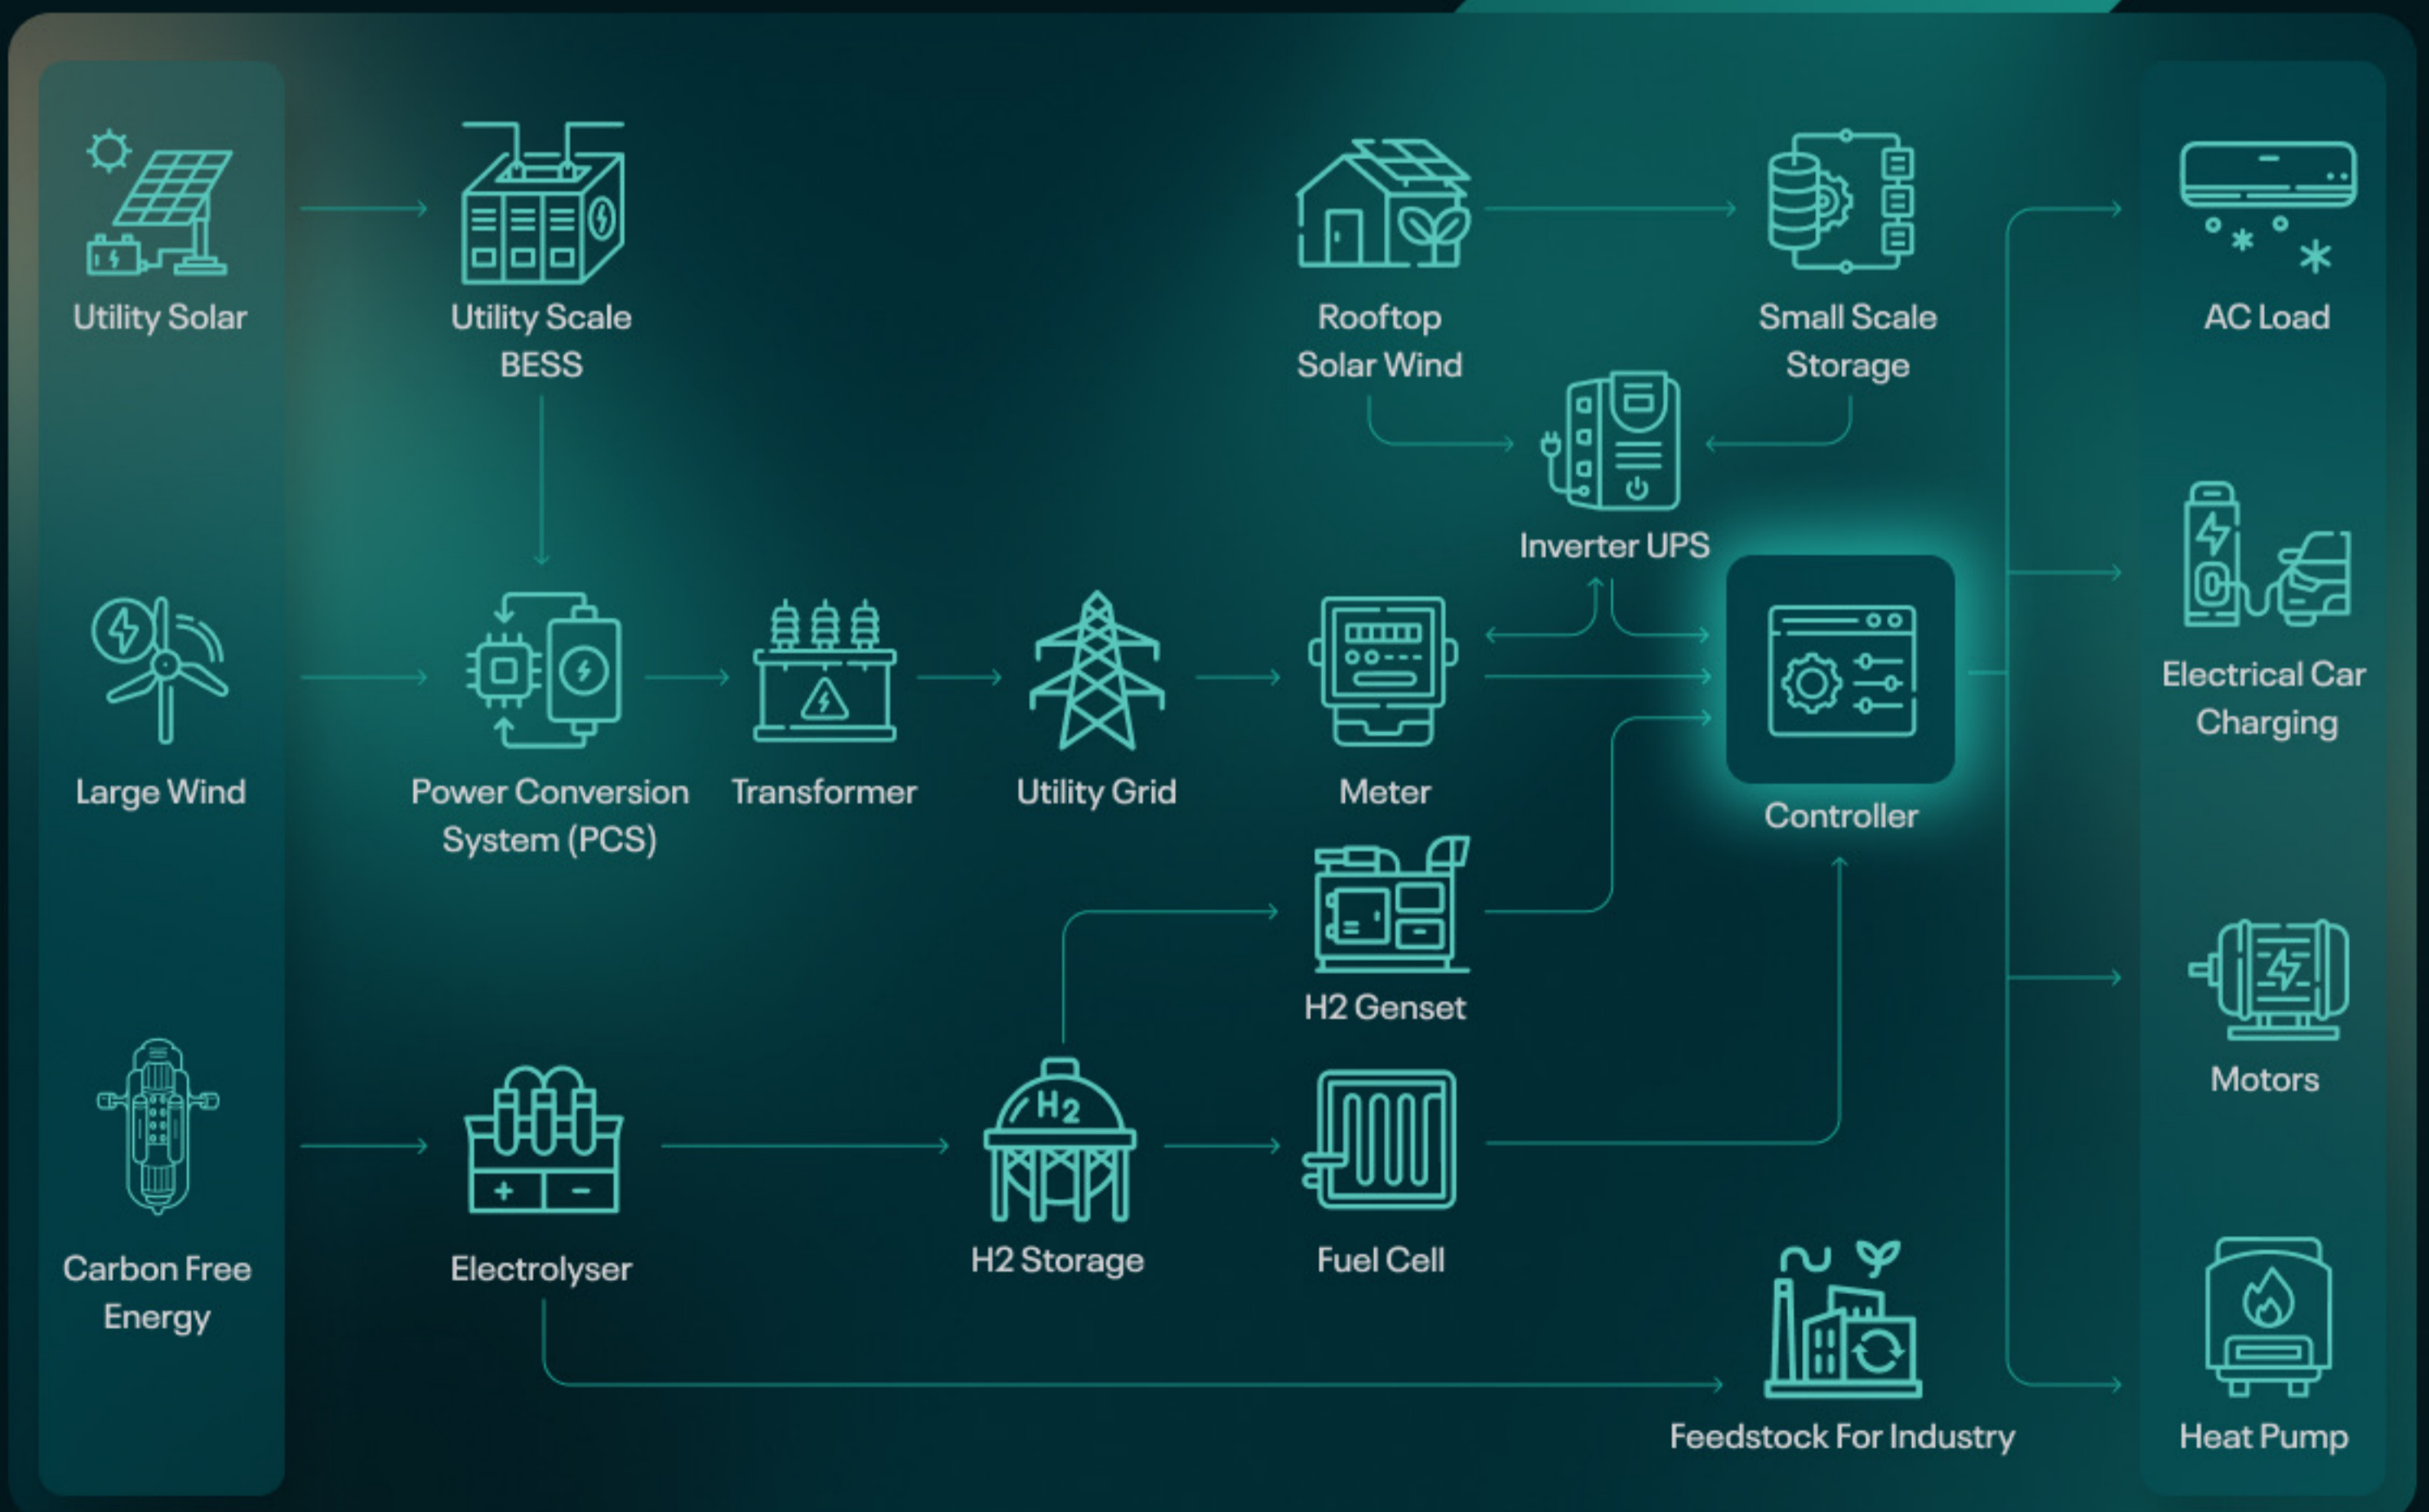 Utility Solar
Utility Scale
BESS
Rooftop
Solar Wind
Small Scale
Storage
AC Load
Inverter UPS
Large Wind
Power Conversion
System (PCS)
Transformer
Utility Grid
Meter
Controller
Electrical Car
Charging
H2 Genset
Motors
Carbon Free
Energy
Electrolyser
H2
H2 Storage
Fuel Cell
Feedstock For Industry
Heat Pump